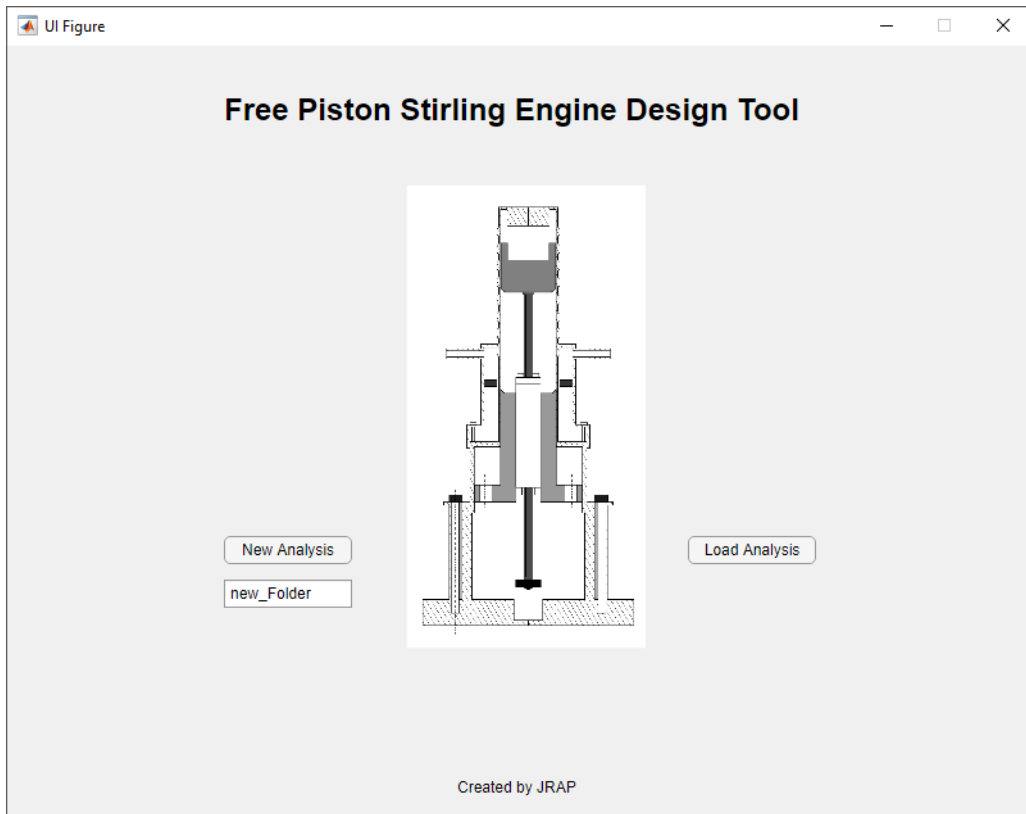 UI Figure
Free Piston Stirling Engine Design Tool
New Analysis
Load Analysis
new_Folder
Created by JRAP